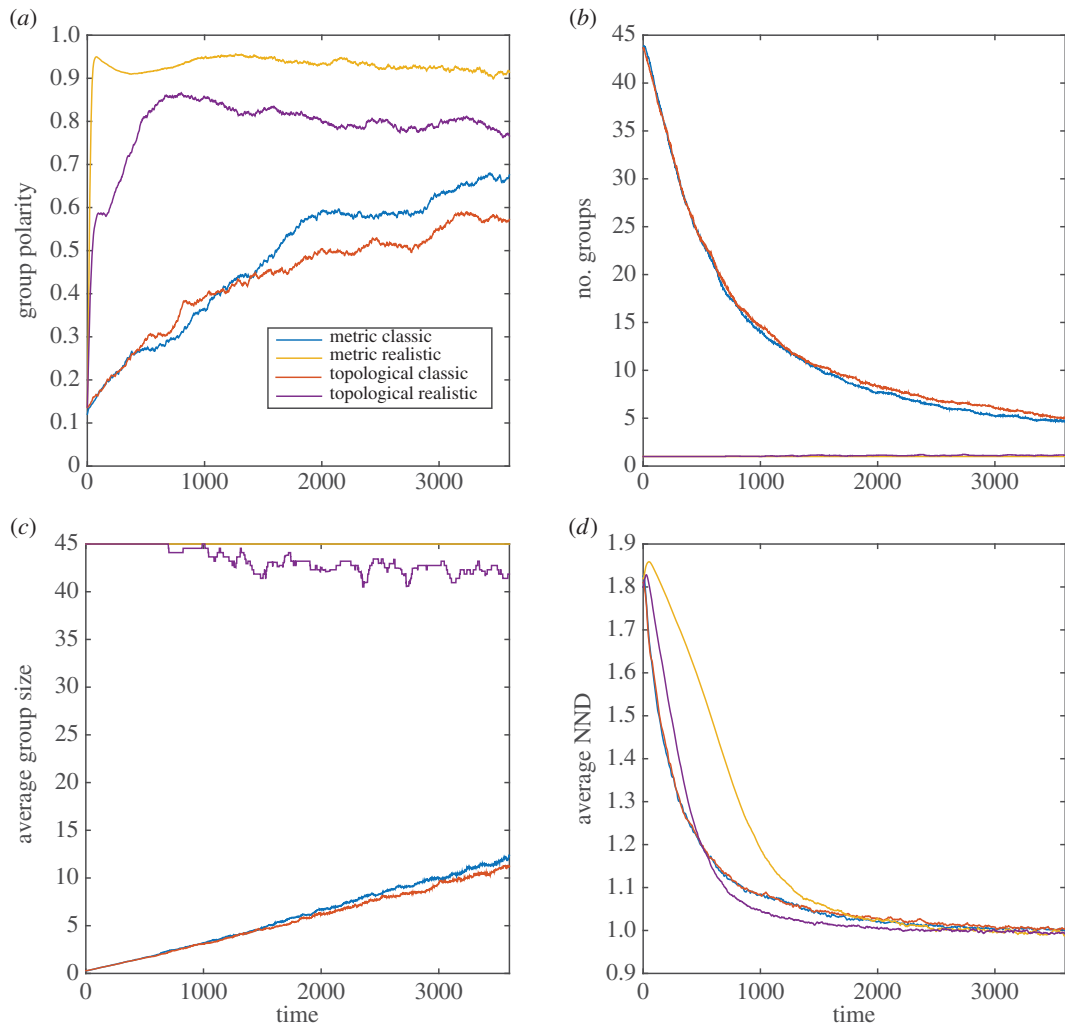 (a)
group polarity
1.0
0.9
0.8
0.7
0.6
0.5
0.4
0.3
0.2
0.1
0
0 1000 2000 3000
metric classic
metric realistic
topological classic
topological realistic
(b)
no. groups
45
40
35
30
25
20
15
10
5
0
0 1000 2000 3000
(c)
average group size
45
40
35
30
25
20
15
10
5
0
0 1000 2000 3000
time
(d)
average NND
1.9
1.8
1.7
1.6
1.5
1.4
1.3
1.2
1.1
1.0
0.9
0 1000 2000 3000
time